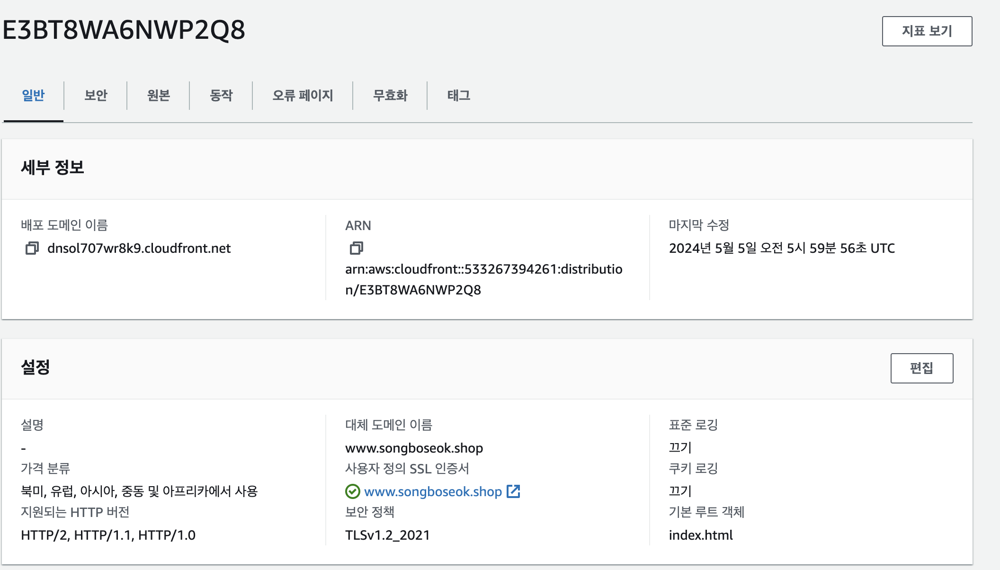 E3BT8WA6NWP2Q8
지표 보기
일반
보안
원본
동작
오류 페이지
무효화
태그
세부 정보
배포 도메인 이름
dnsol707wr8k9.cloudfront.net
ARN
arn:aws:cloudfront::533267394261:distributio
n/E3BT8WA6NWP2Q8
마지막 수정
2024년 5월 5일 오전 5시 59분 56초 UTC
설정
편집
설명
-
가격 분류
북미, 유럽, 아시아, 중동 및 아프리카에서 사용
지원되는 HTTP 버전
HTTP/2, HTTP/1.1, HTTP/1.0
대체 도메인 이름
www.songboseok.shop
사용자 정의 SSL 인증서
www.songboseok.shop
보안 정책
TLSv1.2_2021
표준 로깅
끄기
쿠키 로깅
끄기
기본 루트 객체
index.html